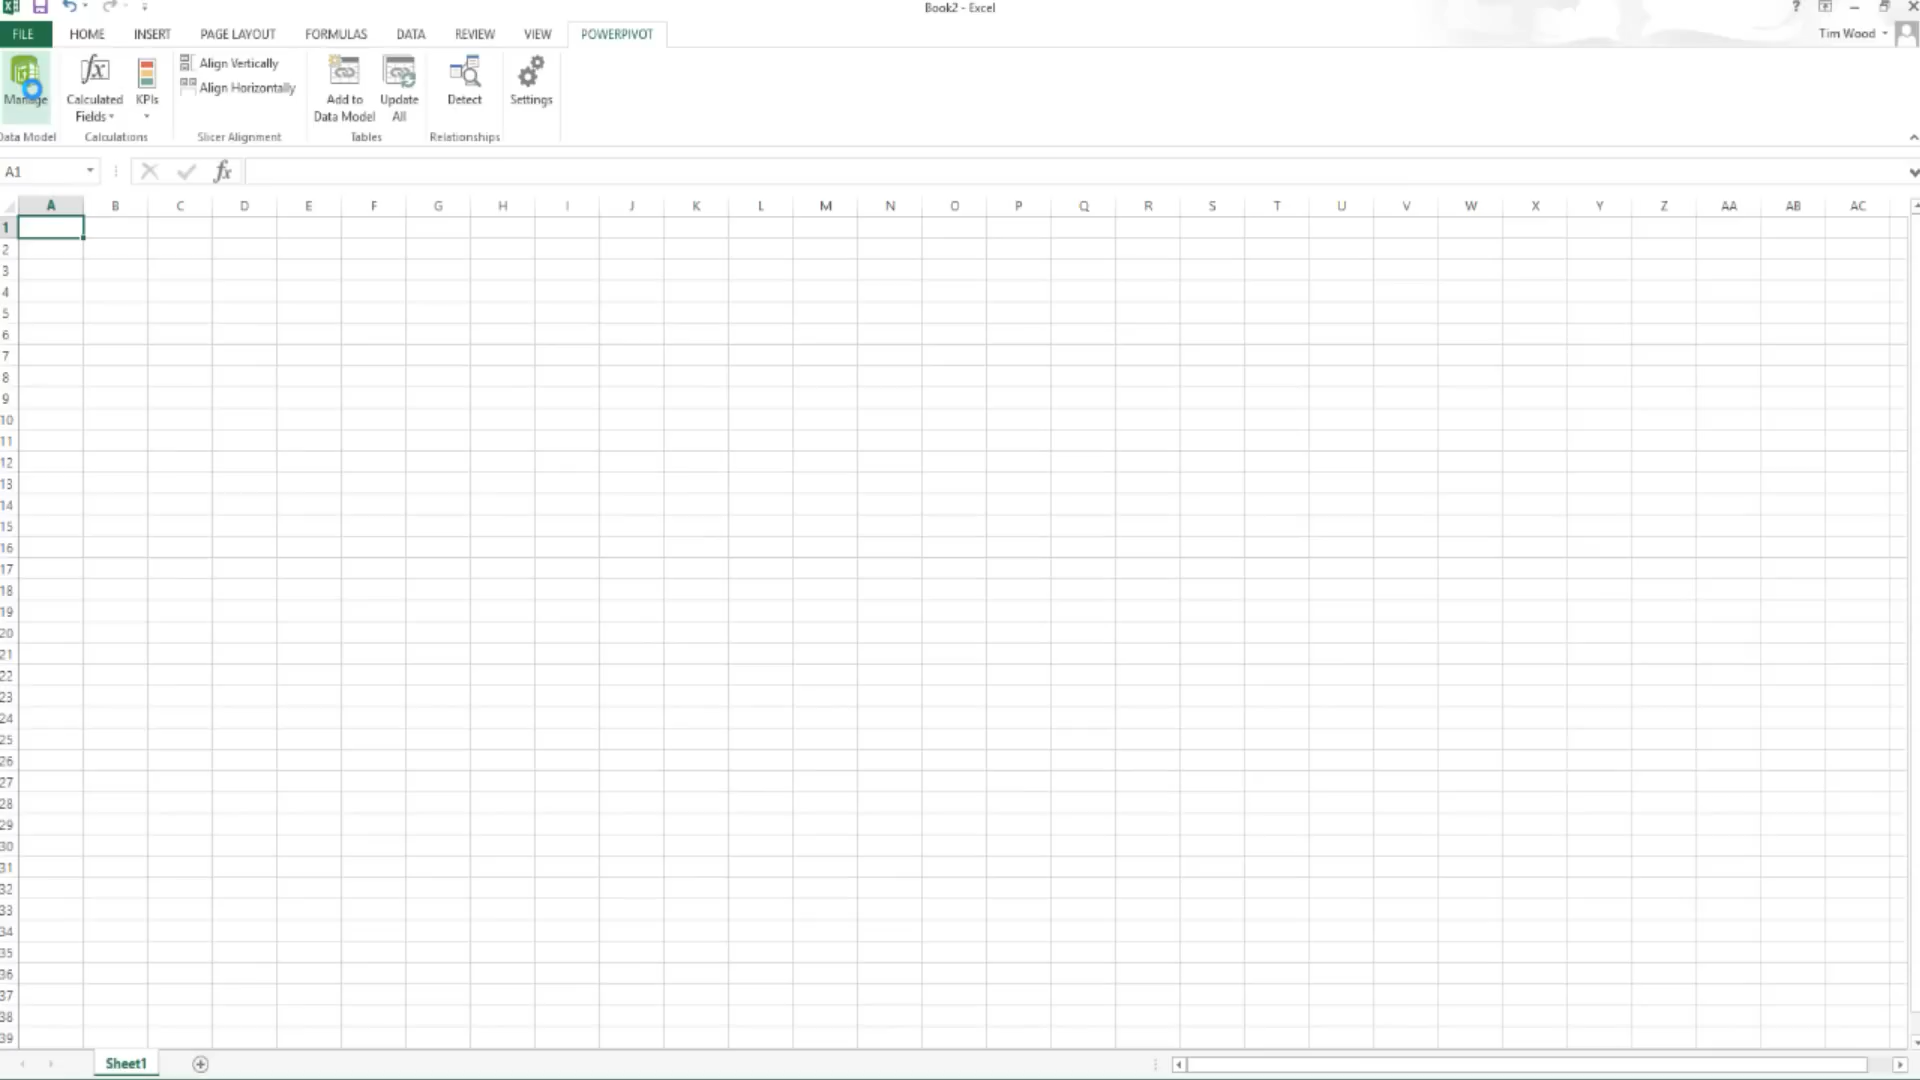 Book2 - Excel
?
FILE HOME INSERT PAGE LAYOUT FORMULAS DATA REVIEW VIEW POWERPIVOT
Tim Wood
Manage
Calculated Fields
KPIs
Align Vertically
Align Horizontally
Add to Data Model
Update All
Detect
Settings
Data Model Calculations Slicer Alignment Tables Relationships
A1
fx
A B C D E F G H I J K L M N O P Q R S T U V W X Y Z AA AB AC
1
2
3
4
5
6
7
8
9
10
11
12
13
14
15
16
17
18
19
20
21
22
23
24
25
26
27
28
29
30
31
32
33
34
35
36
37
38
39
Sheet1